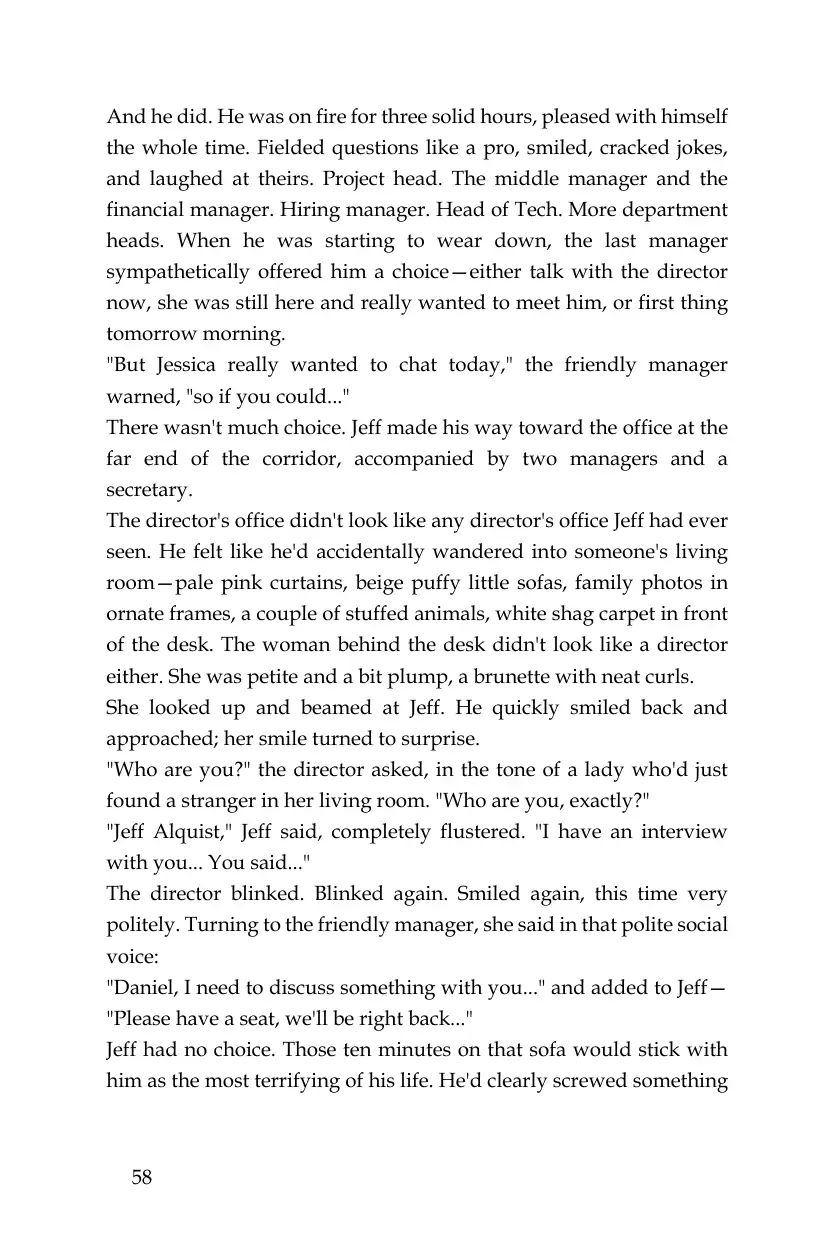 And he did. He was on fire for three solid hours, pleased with himself
the whole time. Fielded questions like a pro, smiled, cracked jokes,
and laughed at theirs. Project head. The middle manager and the
financial manager. Hiring manager. Head of Tech. More department
heads. When he was starting to wear down, the last manager
sympathetically offered him a choice—either talk with the director
now, she was still here and really wanted to meet him, or first thing
tomorrow morning.
"But Jessica really wanted to chat today," the friendly manager
warned, "so if you could..."
There wasn't much choice. Jeff made his way toward the office at the
far end of the corridor, accompanied by two managers and a
secretary.
The director's office didn't look like any director's office Jeff had ever
seen. He felt like he'd accidentally wandered into someone's living
room—pale pink curtains, beige puffy little sofas, family photos in
ornate frames, a couple of stuffed animals, white shag carpet in front
of the desk. The woman behind the desk didn't look like a director
either. She was petite and a bit plump, a brunette with neat curls.
She looked up and beamed at Jeff. He quickly smiled back and
approached; her smile turned to surprise.
"Who are you?" the director asked, in the tone of a lady who'd just
found a stranger in her living room. "Who are you, exactly?"
"Jeff Alquist," Jeff said, completely flustered. "I have an interview
with you... You said..."
The director blinked. Blinked again. Smiled again, this time very
politely. Turning to the friendly manager, she said in that polite social
voice:
"Daniel, I need to discuss something with you..." and added to Jeff—
"Please have a seat, we'll be right back..."
Jeff had no choice. Those ten minutes on that sofa would stick with
him as the most terrifying of his life. He'd clearly screwed something
58